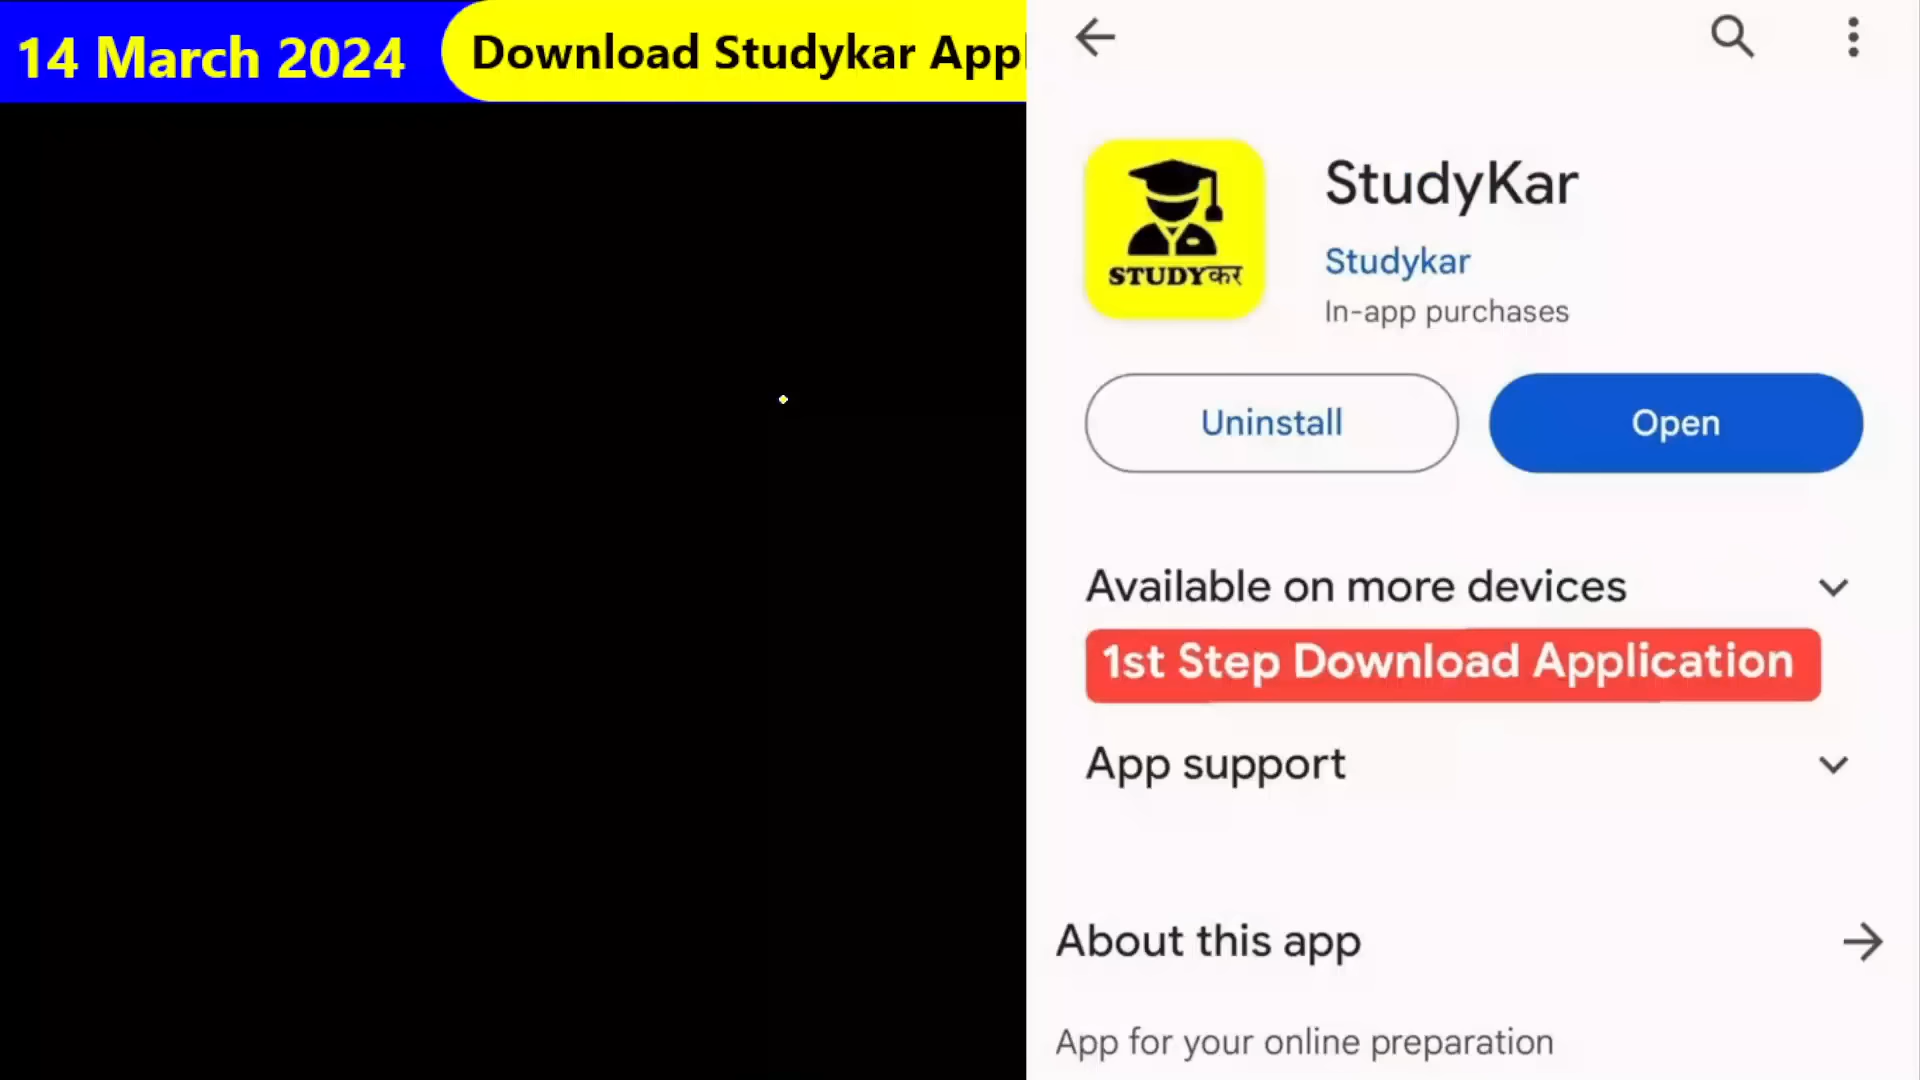 14 March 2024
Download Studykar Appl
StudyKar
STUDYकर
Studykar
In-app purchases
Uninstall
Open
Available on more devices
1st Step Download Application
App support
About this app
App for your online preparation